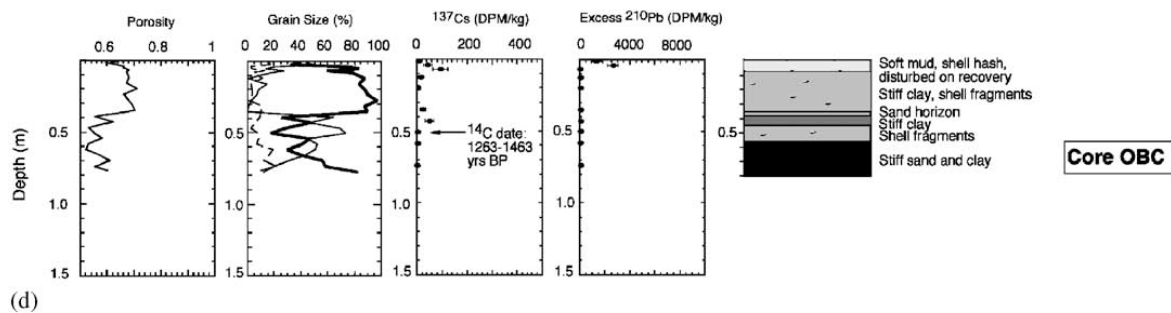 Porosity
0.6 0.8 1
Grain Size (%)
0 20 40 60 80 100
¹³⁷Cs (DPM/kg)
0 200 400
Excess ²¹⁰Pb (DPM/kg)
0 4000 8000
Depth (m)
0
0.5
1.0
1.5
0
0.5
1.0
1.5
0
0.5
1.0
1.5
0
0.5
1.0
1.5
¹⁴C date:
1263-1463
yrs BP
0.5
Soft mud, shell hash,
disturbed on recovery
Stiff clay, shell fragments
Sand horizon
Stiff clay
Shell fragments
Stiff sand and clay
Core OBC
(d)